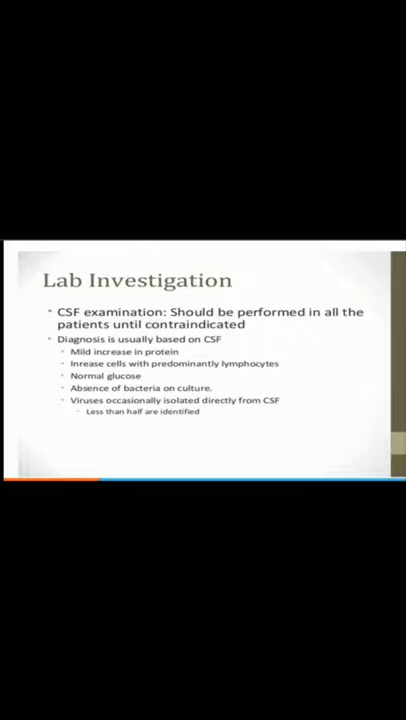 Lab Investigation
• CSF examination: Should be performed in all the
patients until contraindicated
• Diagnosis is usually based on CSF
• Mild increase in protein
• Inrease cells with predominantly lymphocytes
• Normal glucose
• Absence of bacteria on culture.
• Viruses occasionally isolated directly from CSF
• Less than half are identified